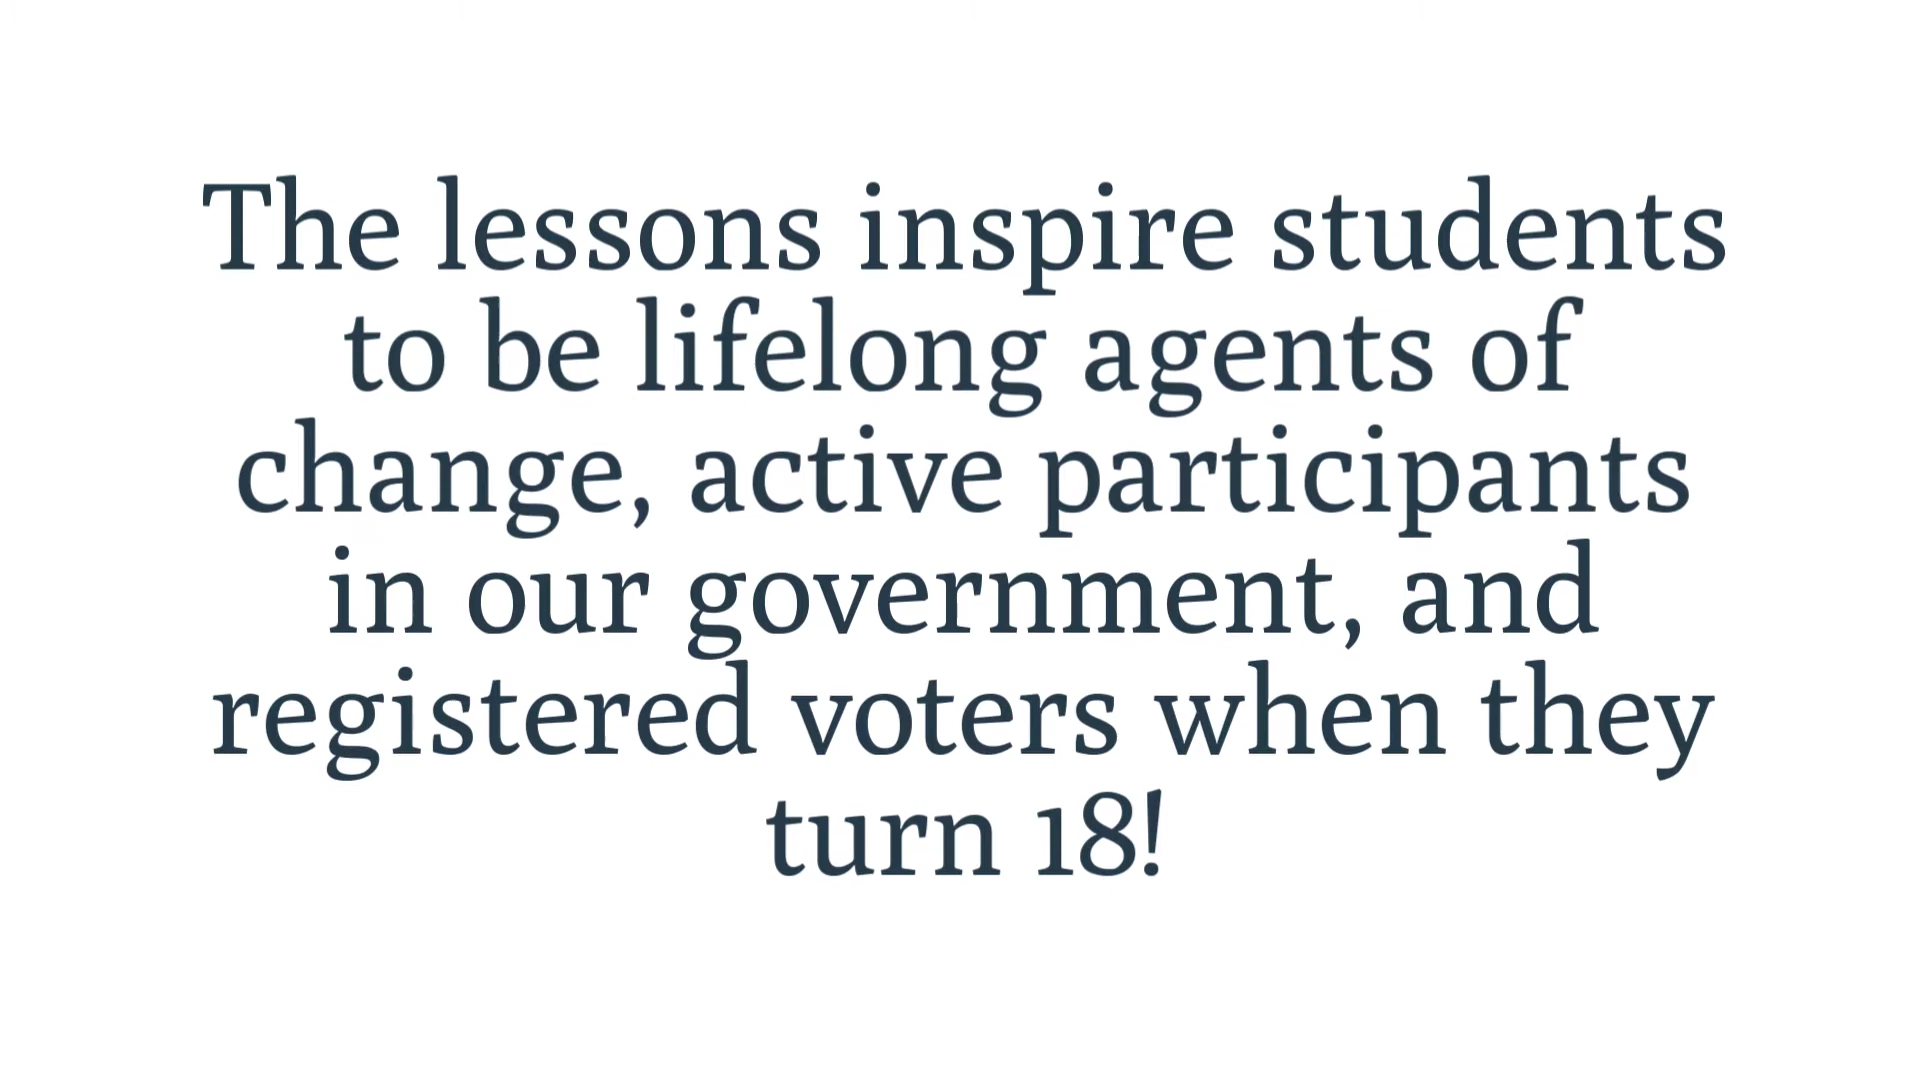 The lessons inspire students
to be lifelong agents of
change, active participants
in our government, and
registered voters when they
turn 18!